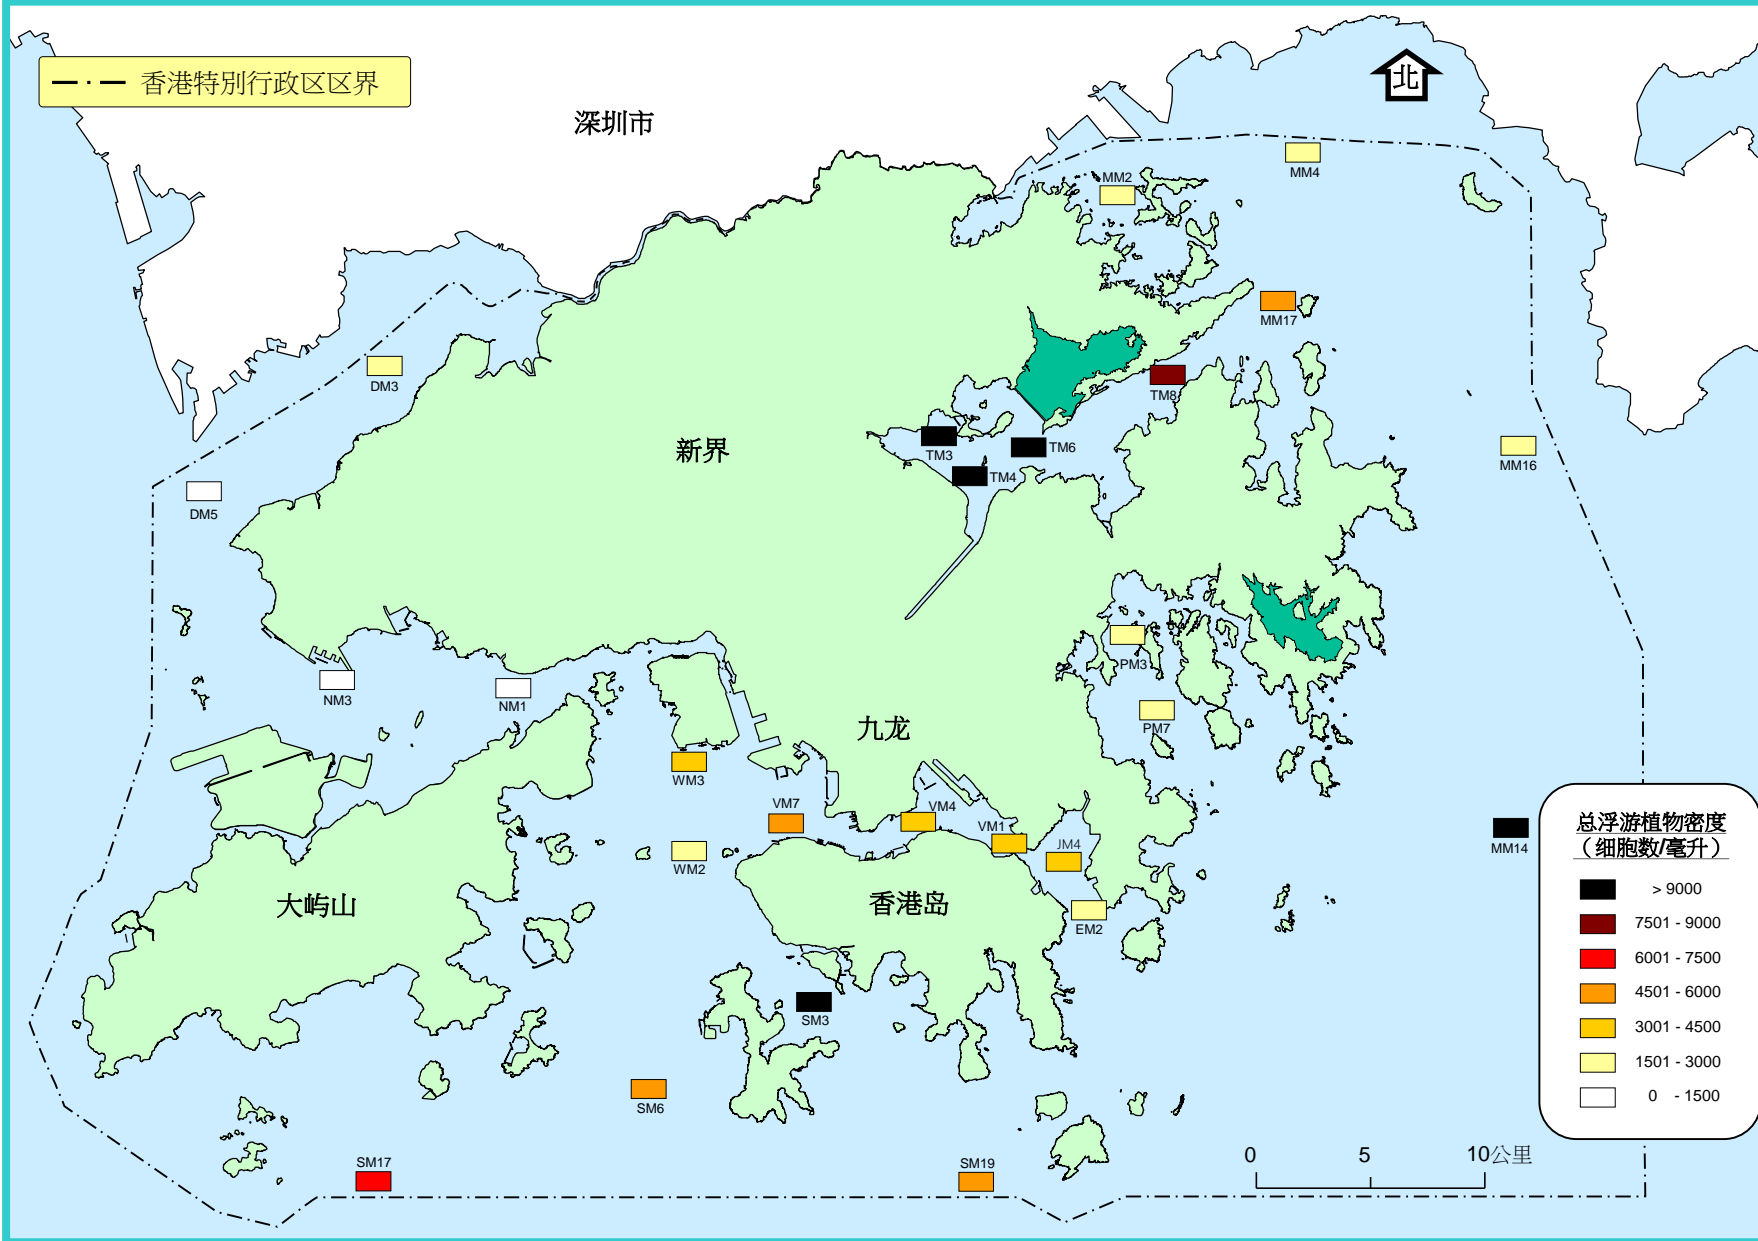 香港特别行政区区界
北
深圳市
MM4
MM2
MM17
DM3
TM8
TM3
TM6
新界
TM4
MM16
DM5
PM3
NM3
NM1
PM7
九龙
WM3
VM7
VM4
VM1
JM4
MM14
WM2
大屿山
香港岛
EM2
SM3
SM6
SM17
SM19
总浮游植物密度
（细胞数/毫升）
> 9000
7501 - 9000
6001 - 7500
4501 - 6000
3001 - 4500
1501 - 3000
0 - 1500
0 5 10公里